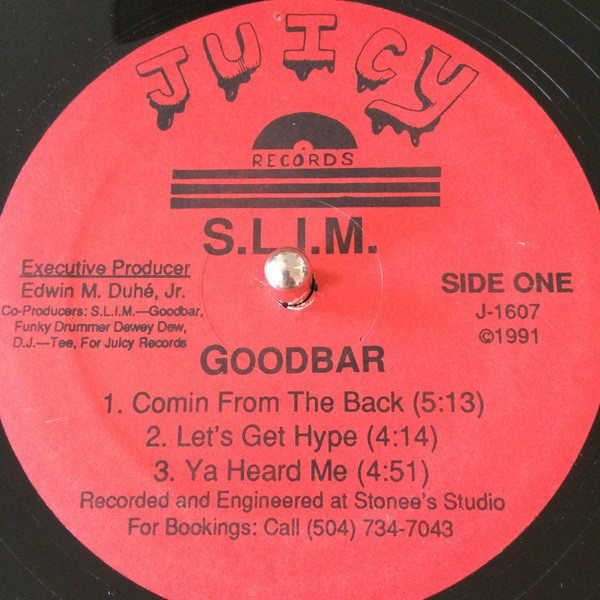 JUICY
RECORDS
S.L.I.M.
Executive Producer
Edwin M. Duhé, Jr.
Co-Producers: S.L.I.M.—Goodbar,
Funky Drummer Dewey Dew,
D.J.—Tee, For Juicy Records
SIDE ONE
J-1607
©1991
GOODBAR
1. Comin From The Back (5:13)
2. Let's Get Hype (4:14)
3. Ya Heard Me (4:51)
Recorded and Engineered at Stonee's Studio
For Bookings: Call (504) 734-7043